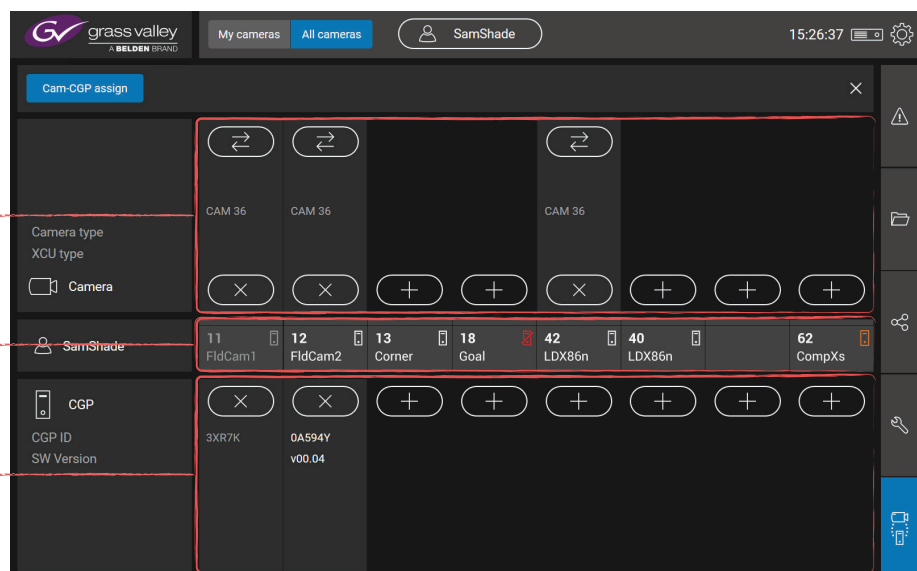 GV grass valley
A BELDEN BRAND
My cameras All cameras SamShade 15:26:37
Cam-CGP assign
CAM 36 CAM 36 CAM 36
Camera type
XCU type
Camera
SamShade
11 12 13 18 42 40 62
FldCam1 FldCam2 Corner Goal LDX86n LDX86n CompXs
CGP
CGP ID 3XR7K 0A594Y
SW Version v00.04